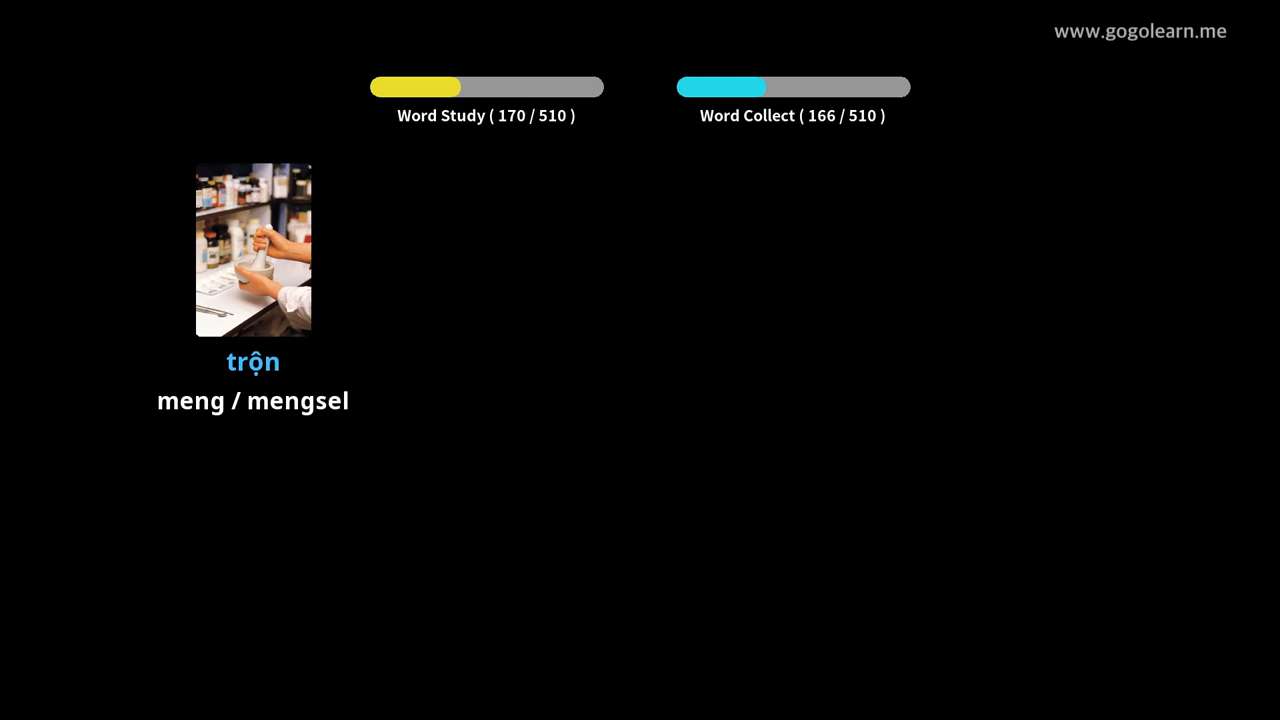 www.gogolearn.me
Word Study ( 170 / 510 )
Word Collect ( 166 / 510 )
trộn
meng / mengsel